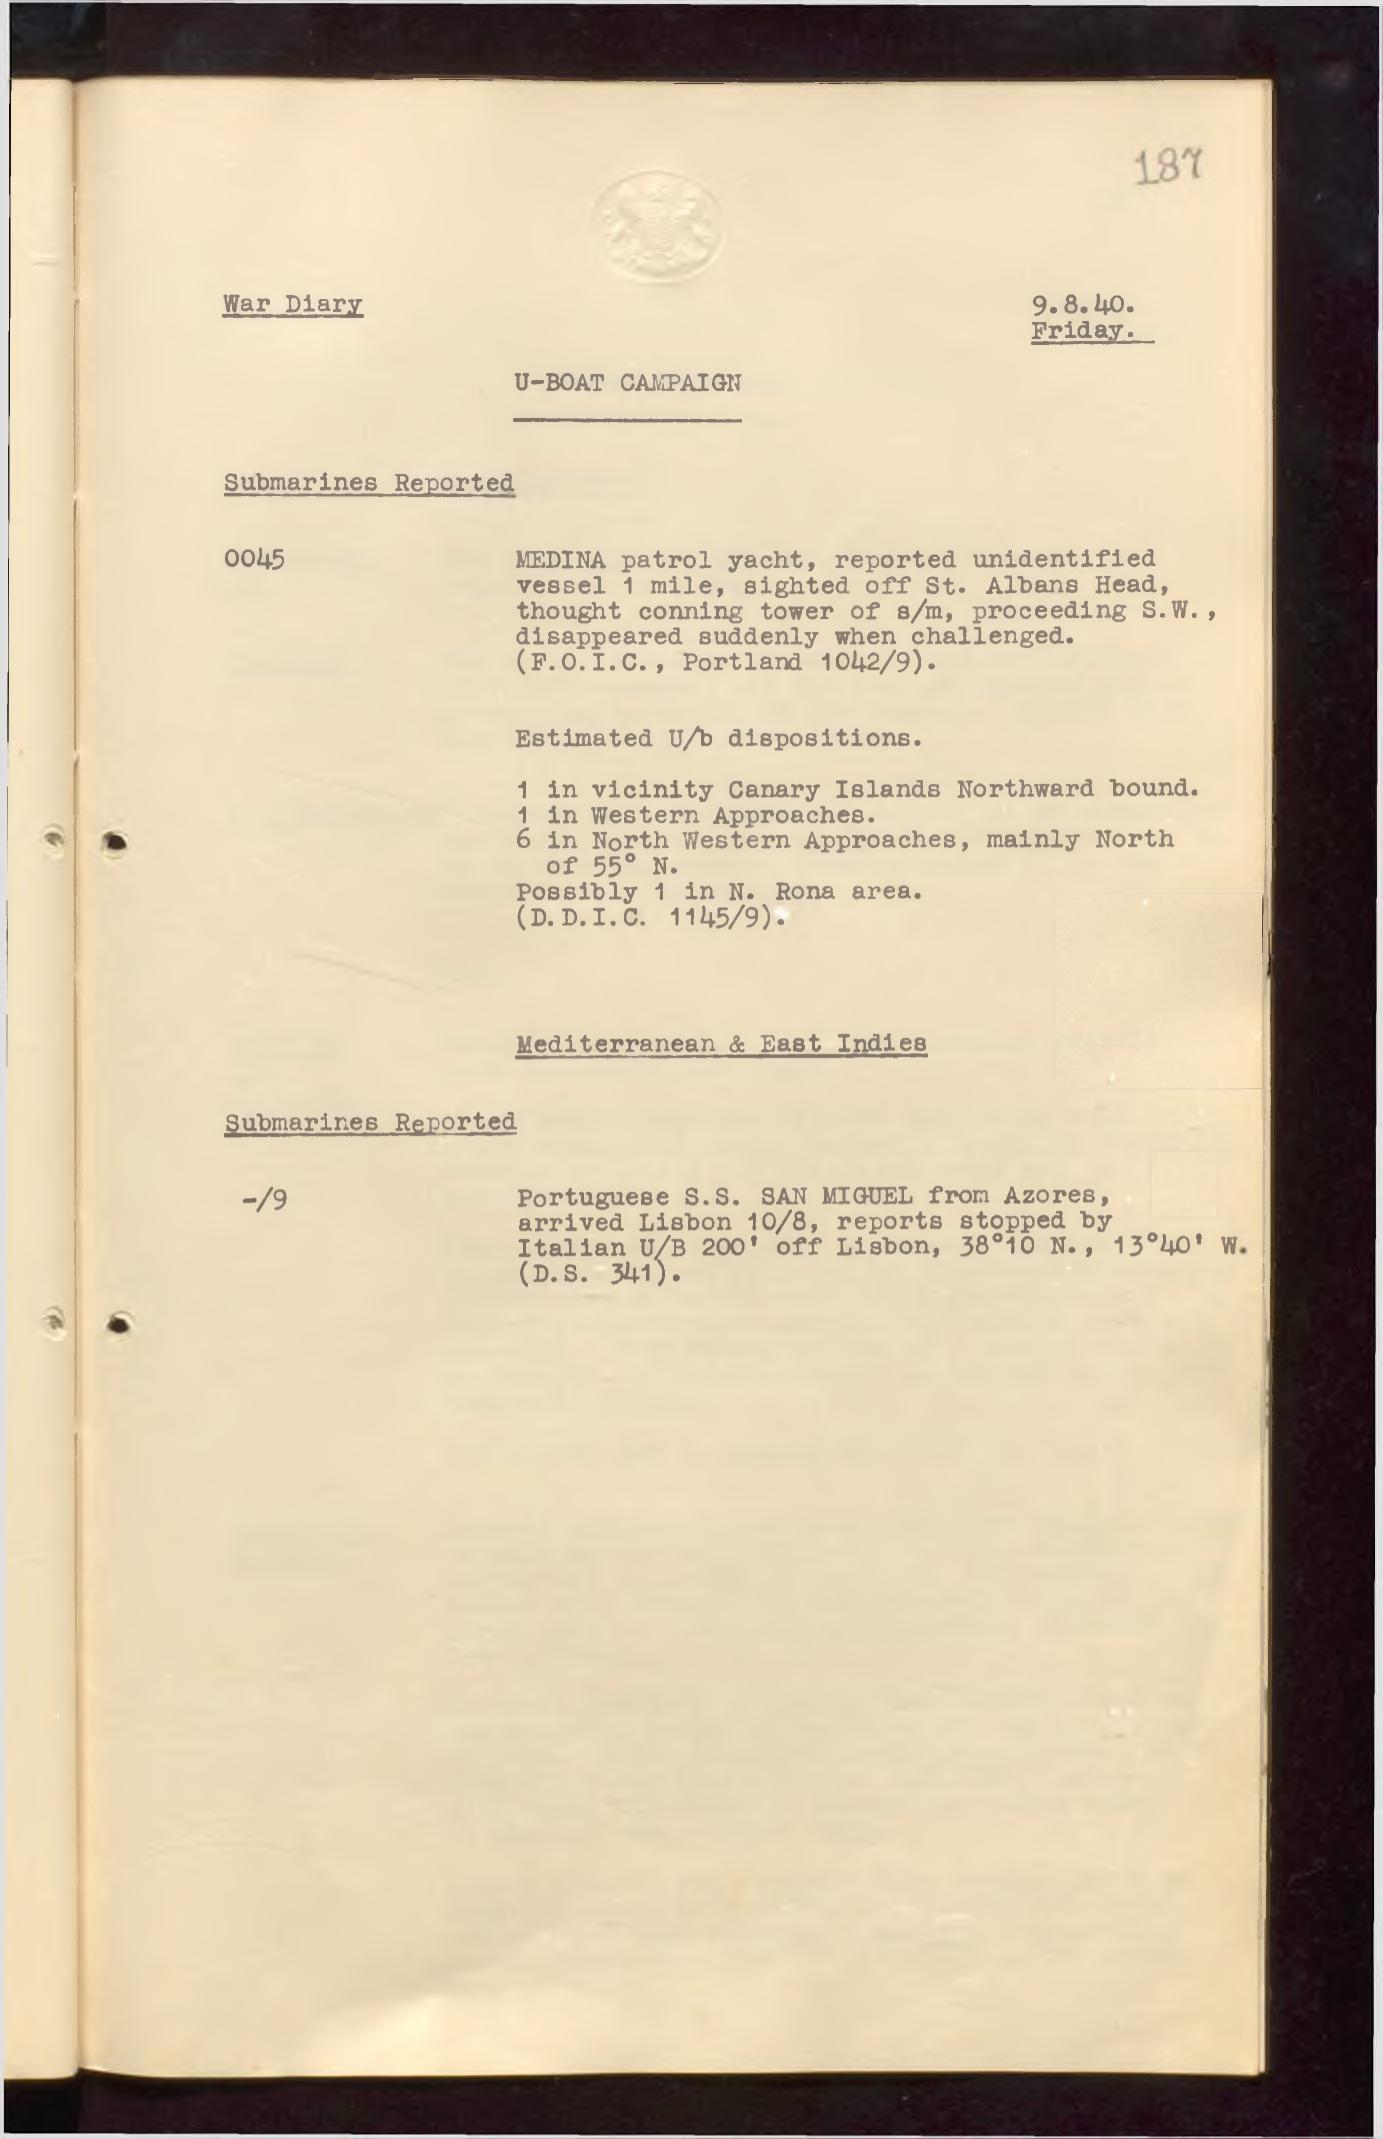 187
War Diary
9.8.40.
Friday.
U-BOAT CAMPAIGN
Submarines Reported
0045
MEDINA patrol yacht, reported unidentified
vessel 1 mile, sighted off St. Albans Head,
thought conning tower of s/m, proceeding S.W.,
disappeared suddenly when challenged.
(F.O.I.C., Portland 1042/9).
Estimated U/b dispositions.
1 in vicinity Canary Islands Northward bound.
1 in Western Approaches.
6 in North Western Approaches, mainly North
of 55° N.
Possibly 1 in N. Rona area.
(D.D.I.C. 1145/9).
Mediterranean & East Indies
Submarines Reported
-/9
Portuguese S.S. SAN MIGUEL from Azores,
arrived Lisbon 10/8, reports stopped by
Italian U/B 200' off Lisbon, 38°10 N., 13°40' W.
(D.S. 341).